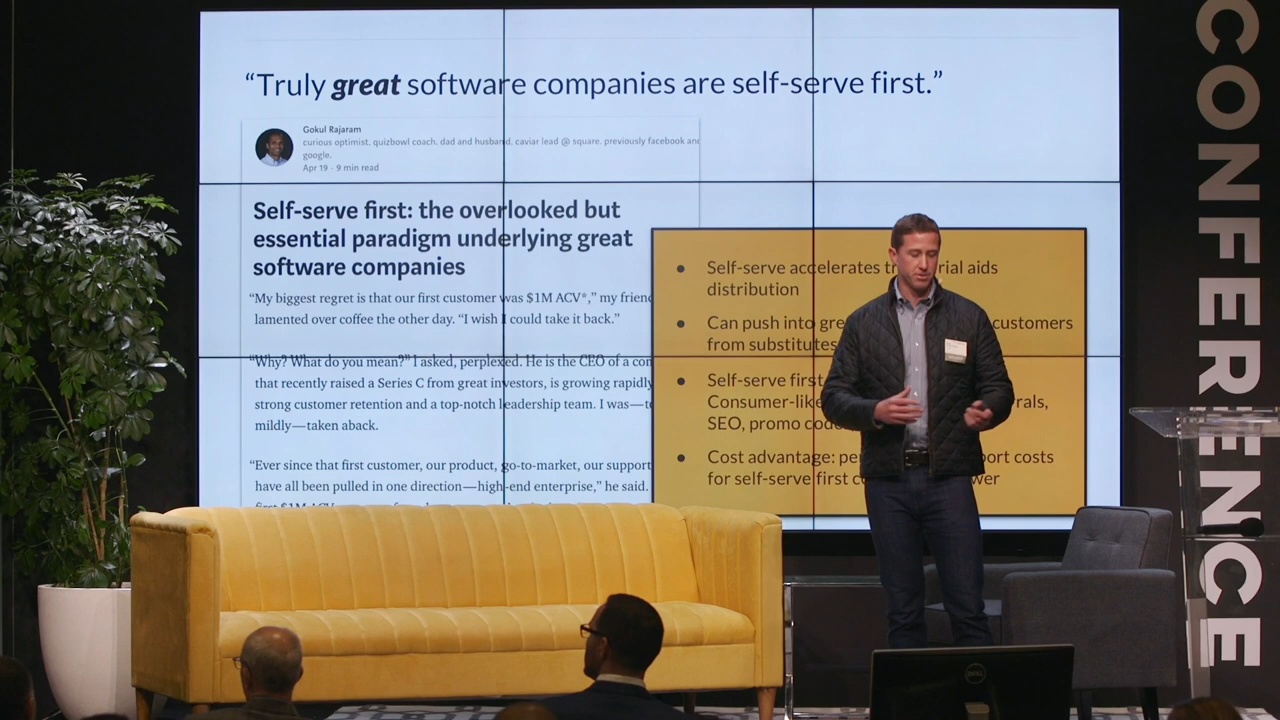 “Truly great software companies are self-serve first.”
Gokul Rajaram
curious optimist. quizbowl coach. dad and husband. caviar lead @ square. previously facebook and
google.
Apr 19 · 9 min read
Self-serve first: the overlooked but
essential paradigm underlying great
software companies
“My biggest regret is that our first customer was $1M ACV*,” my friend
lamented over coffee the other day. “I wish I could take it back.”
“Why? What do you mean?” I asked, perplexed. He is the CEO of a
that recently raised a Series C from great investors, is growing rapidly
strong customer retention and a top-notch leadership team. I was—
mildly—taken aback.
“Ever since that first customer, our product, go-to-market, our support
have all been pulled in one direction—high-end enterprise,” he said.
first $1M ACV
• Self-serve accelerates aids
distribution
• Can push into customers
from substitutes
• Self-serve first
Consumer-like
SEO, promo
• Cost advantage: costs
for self-serve first
CONFERENCE
DELL